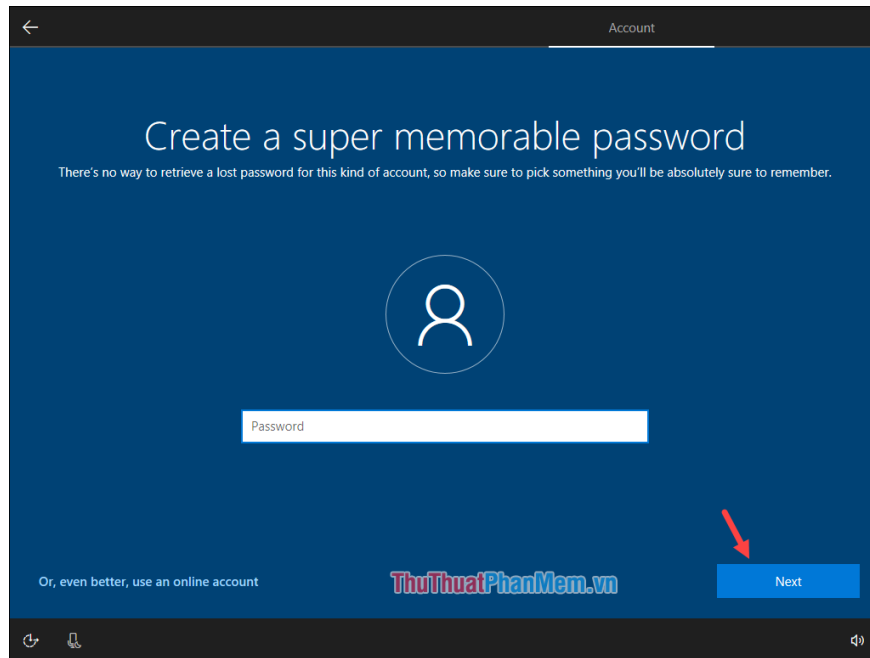 Account
Create a super memorable password
There's no way to retrieve a lost password for this kind of account, so make sure to pick something you'll be absolutely sure to remember.
Password
Or, even better, use an online account
ThuThuatPhanMem.vn
Next